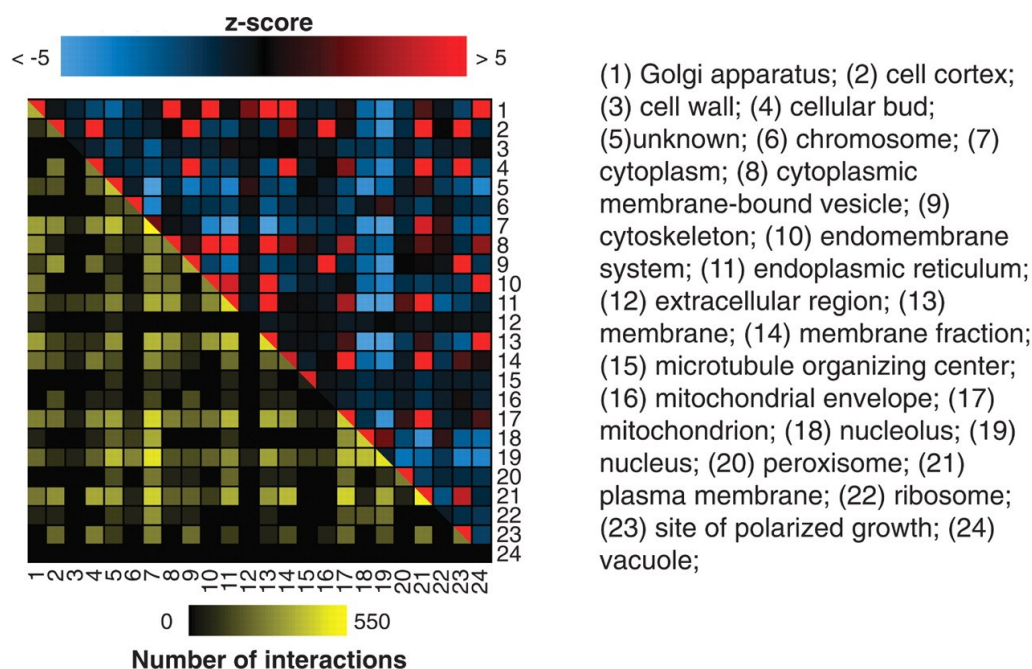 z-score
< -5
> 5
1
2
3
4
5
6
7
8
9
10
11
12
13
14
15
16
17
18
19
20
21
22
23
24
1 2 3 4 5 6 7 8 9 10 11 12 13 14 15 16 17 18 19 20 21 22 23 24
0
550
Number of interactions
(1) Golgi apparatus; (2) cell cortex;
(3) cell wall; (4) cellular bud;
(5)unknown; (6) chromosome; (7)
cytoplasm; (8) cytoplasmic
membrane-bound vesicle; (9)
cytoskeleton; (10) endomembrane
system; (11) endoplasmic reticulum;
(12) extracellular region; (13)
membrane; (14) membrane fraction;
(15) microtubule organizing center;
(16) mitochondrial envelope; (17)
mitochondrion; (18) nucleolus; (19)
nucleus; (20) peroxisome; (21)
plasma membrane; (22) ribosome;
(23) site of polarized growth; (24)
vacuole;